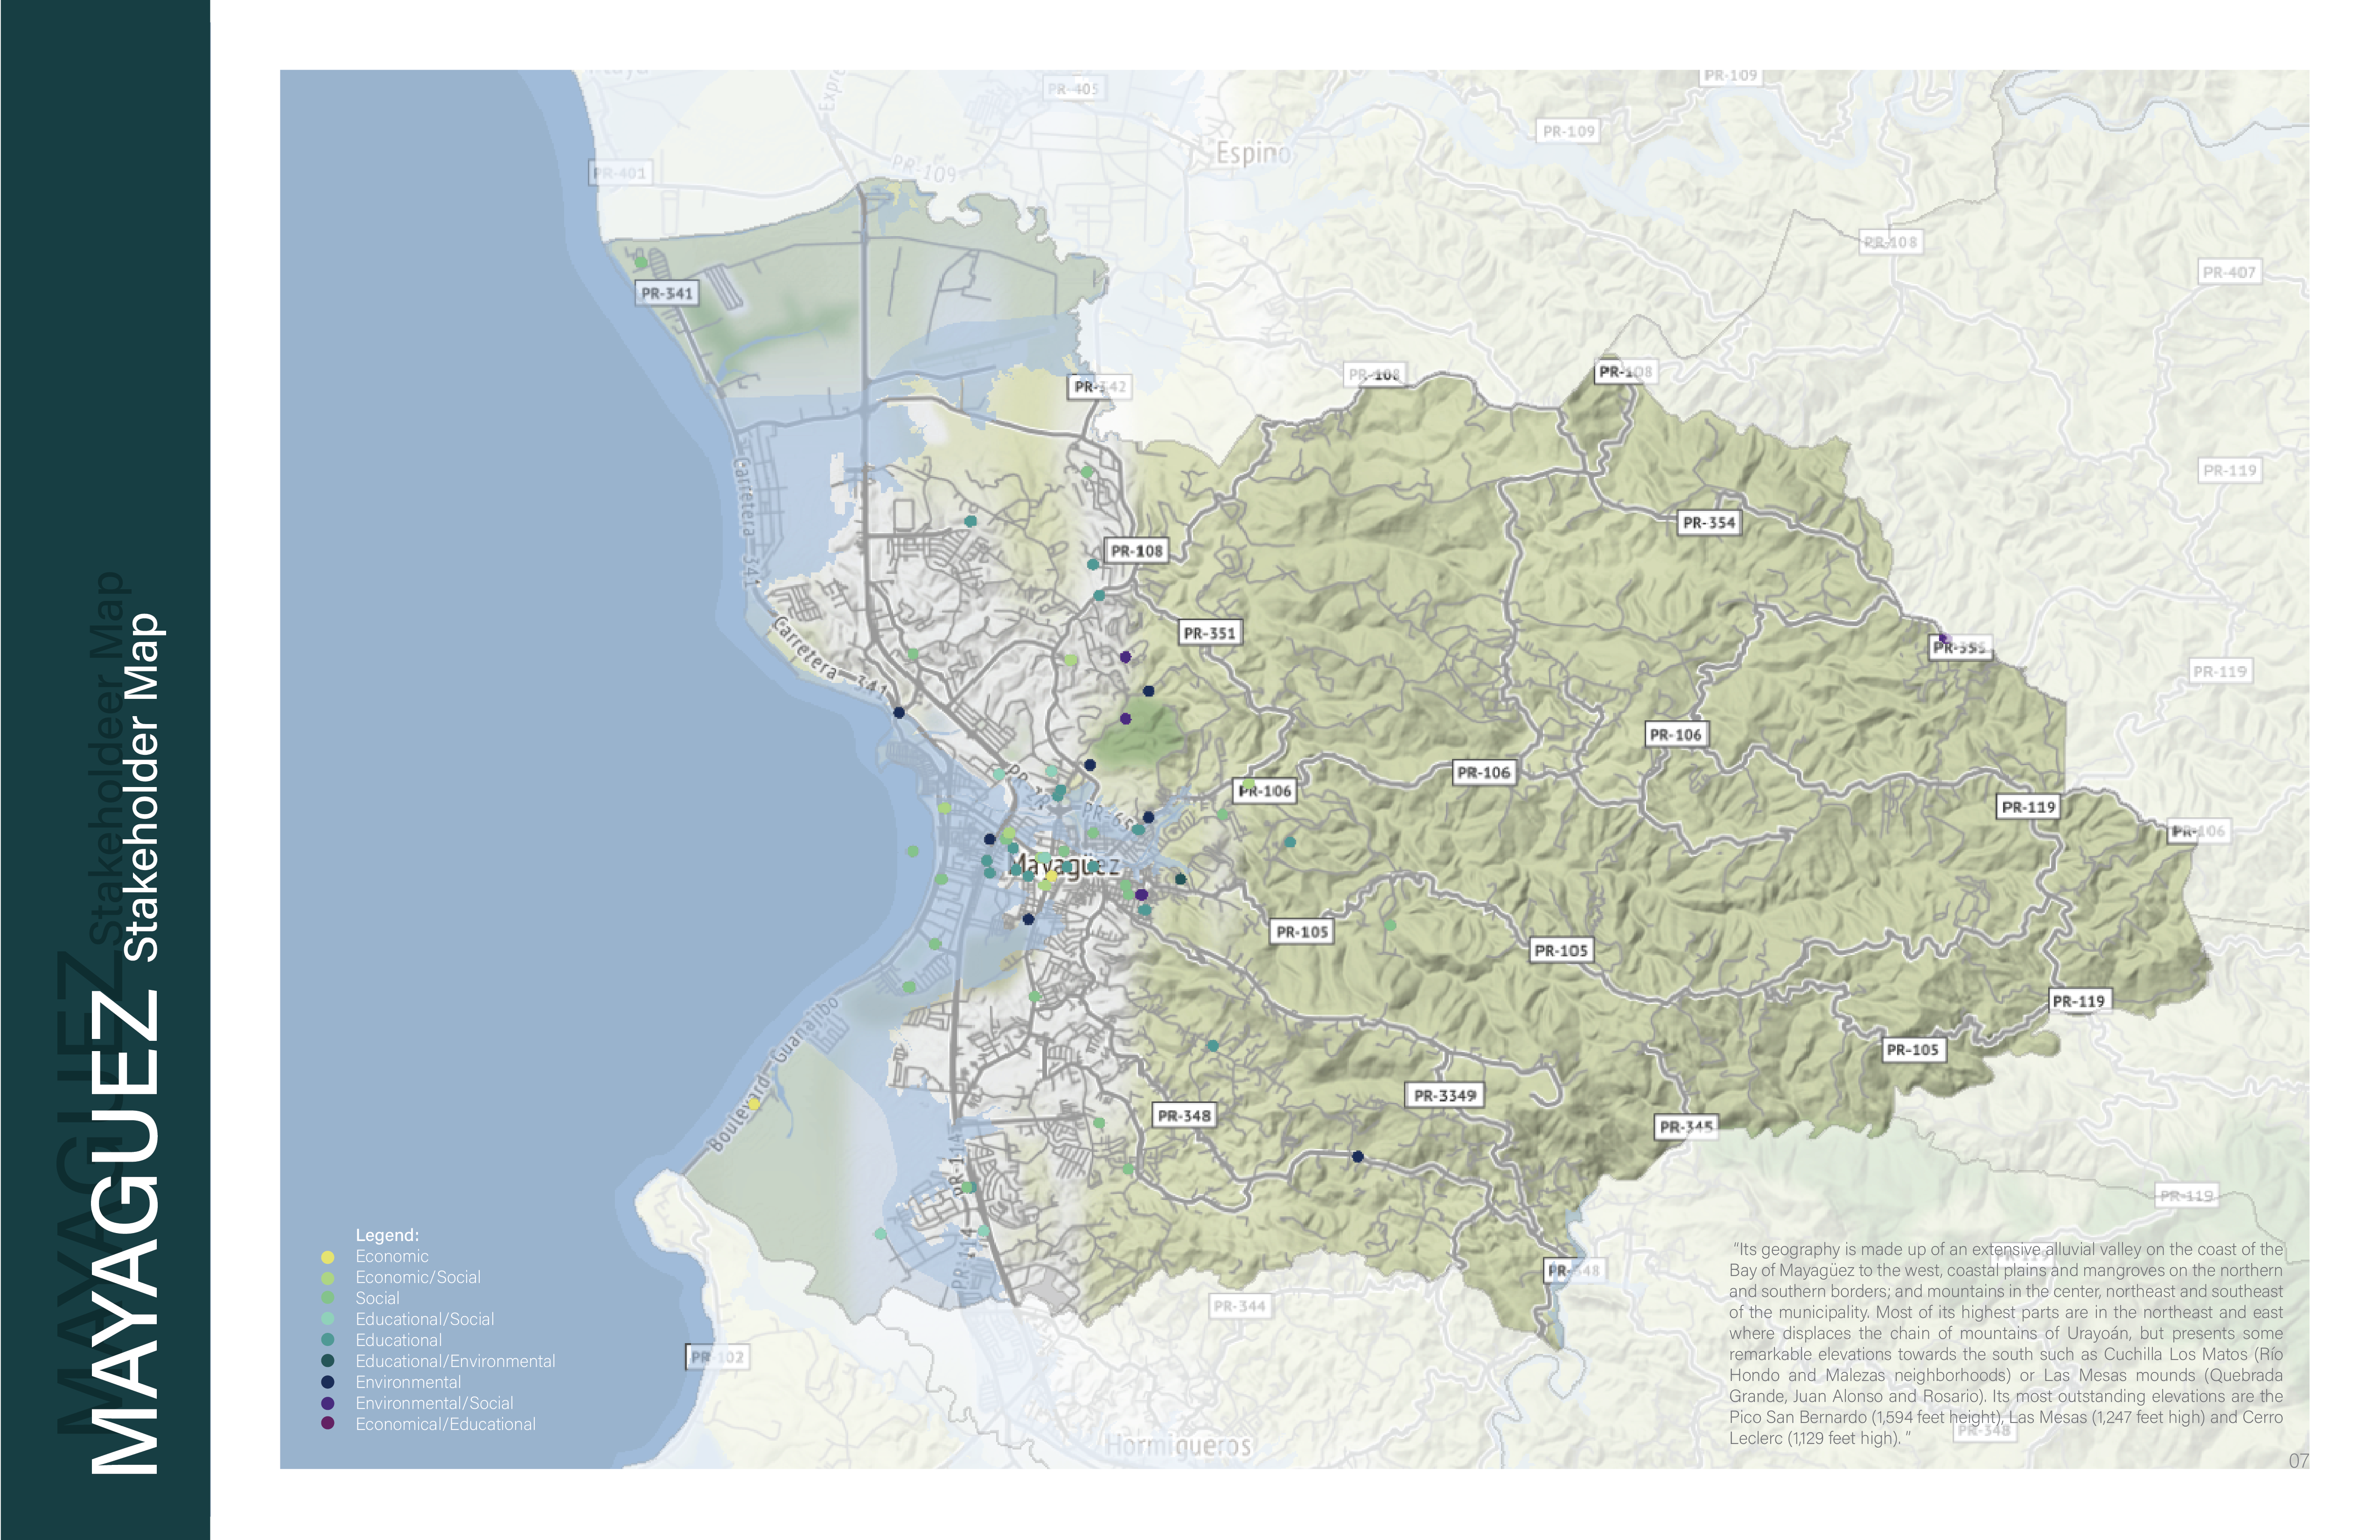 MAYAGUEZ Stakeholder Map
MAYAGUEZ Stakeholdeer Map
PR-405
PR-109
PR-109
PR-401
PR-109
Espino
PR-108
PR-407
PR-341
PR-342
PR-108
PR-108
PR-119
PR-354
Carretera 341
PR-108
PR-351
PR-355
PR-119
Carretera 341
PR-106
PR-106
PR-106
PR-119
PR-106
PR-2R
PR-65
Mayagüez
PR-105
PR-105
PR-119
PR-105
Boulevard Guanajibo
PR-348
PR-3349
PR-345
PR-114
PR-119
PR-114
PR-348
PR-344
PR-102
Hormigueros
PR-348
Legend:
Economic
Economic/Social
Social
Educational/Social
Educational
Educational/Environmental
Environmental
Environmental/Social
Economical/Educational
"Its geography is made up of an extensive alluvial valley on the coast of the
Bay of Mayagüez to the west, coastal plains and mangroves on the northern
and southern borders; and mountains in the center, northeast and southeast
of the municipality. Most of its highest parts are in the northeast and east
where displaces the chain of mountains of Urayoán, but presents some
remarkable elevations towards the south such as Cuchilla Los Matos (Río
Hondo and Malezas neighborhoods) or Las Mesas mounds (Quebrada
Grande, Juan Alonso and Rosario). Its most outstanding elevations are the
Pico San Bernardo (1,594 feet height), Las Mesas (1,247 feet high) and Cerro
Leclerc (1,129 feet high). "
07